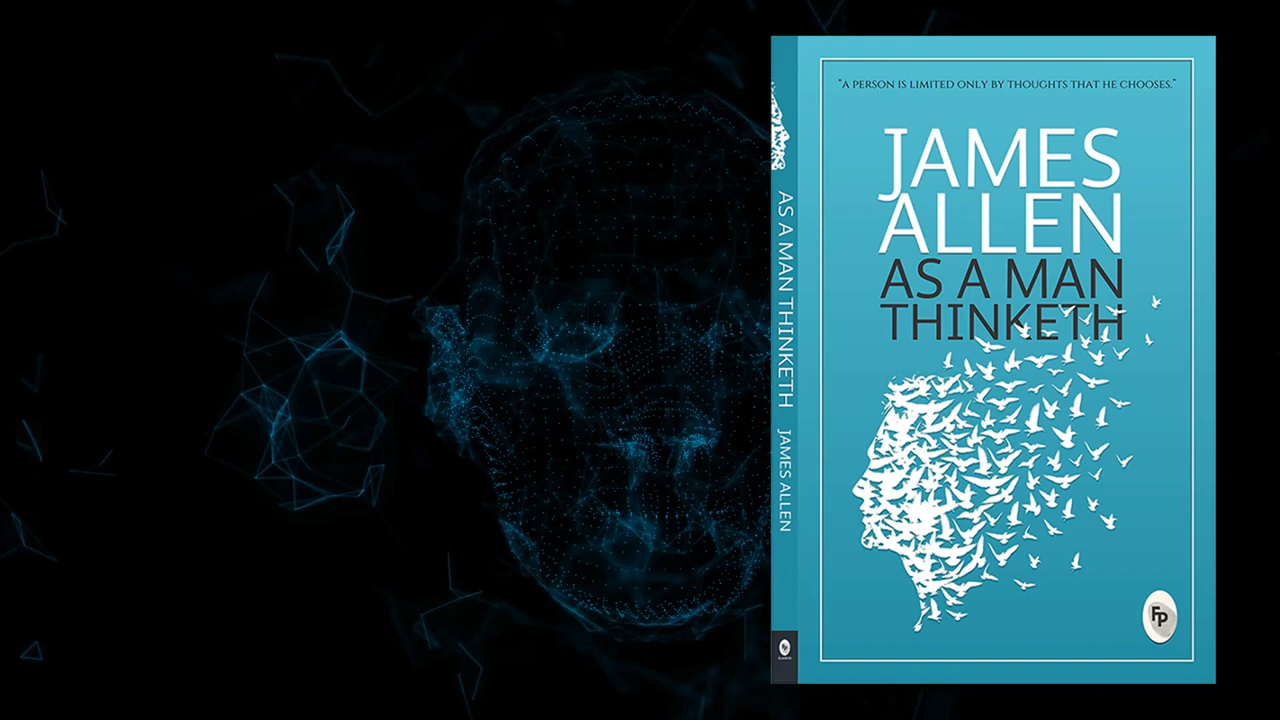 "A PERSON IS LIMITED ONLY BY THOUGHTS THAT HE CHOOSES."
JAMES
ALLEN
AS A MAN
THINKETH
AS A MAN THINKETH JAMES ALLEN
FP